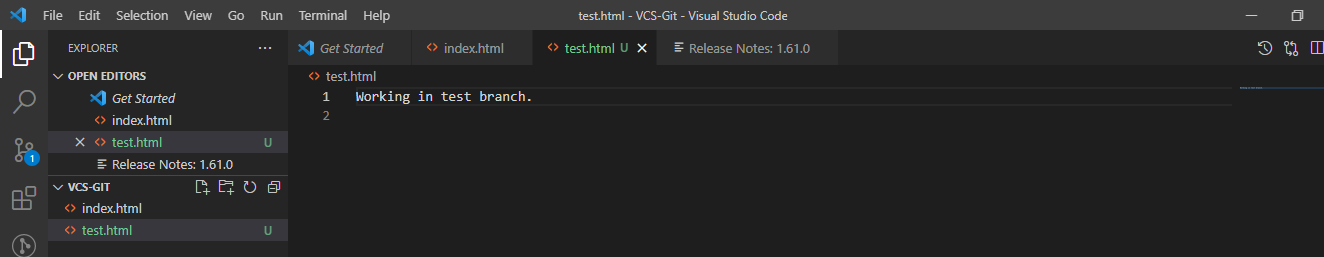 File Edit Selection View Go Run Terminal Help test.html - VCS-Git - Visual Studio Code
EXPLORER
Get Started index.html test.html U Release Notes: 1.61.0
OPEN EDITORS
Get Started
index.html
test.html U
Release Notes: 1.61.0
1
VCS-GIT
index.html
test.html U
test.html
1 Working in test branch.
2